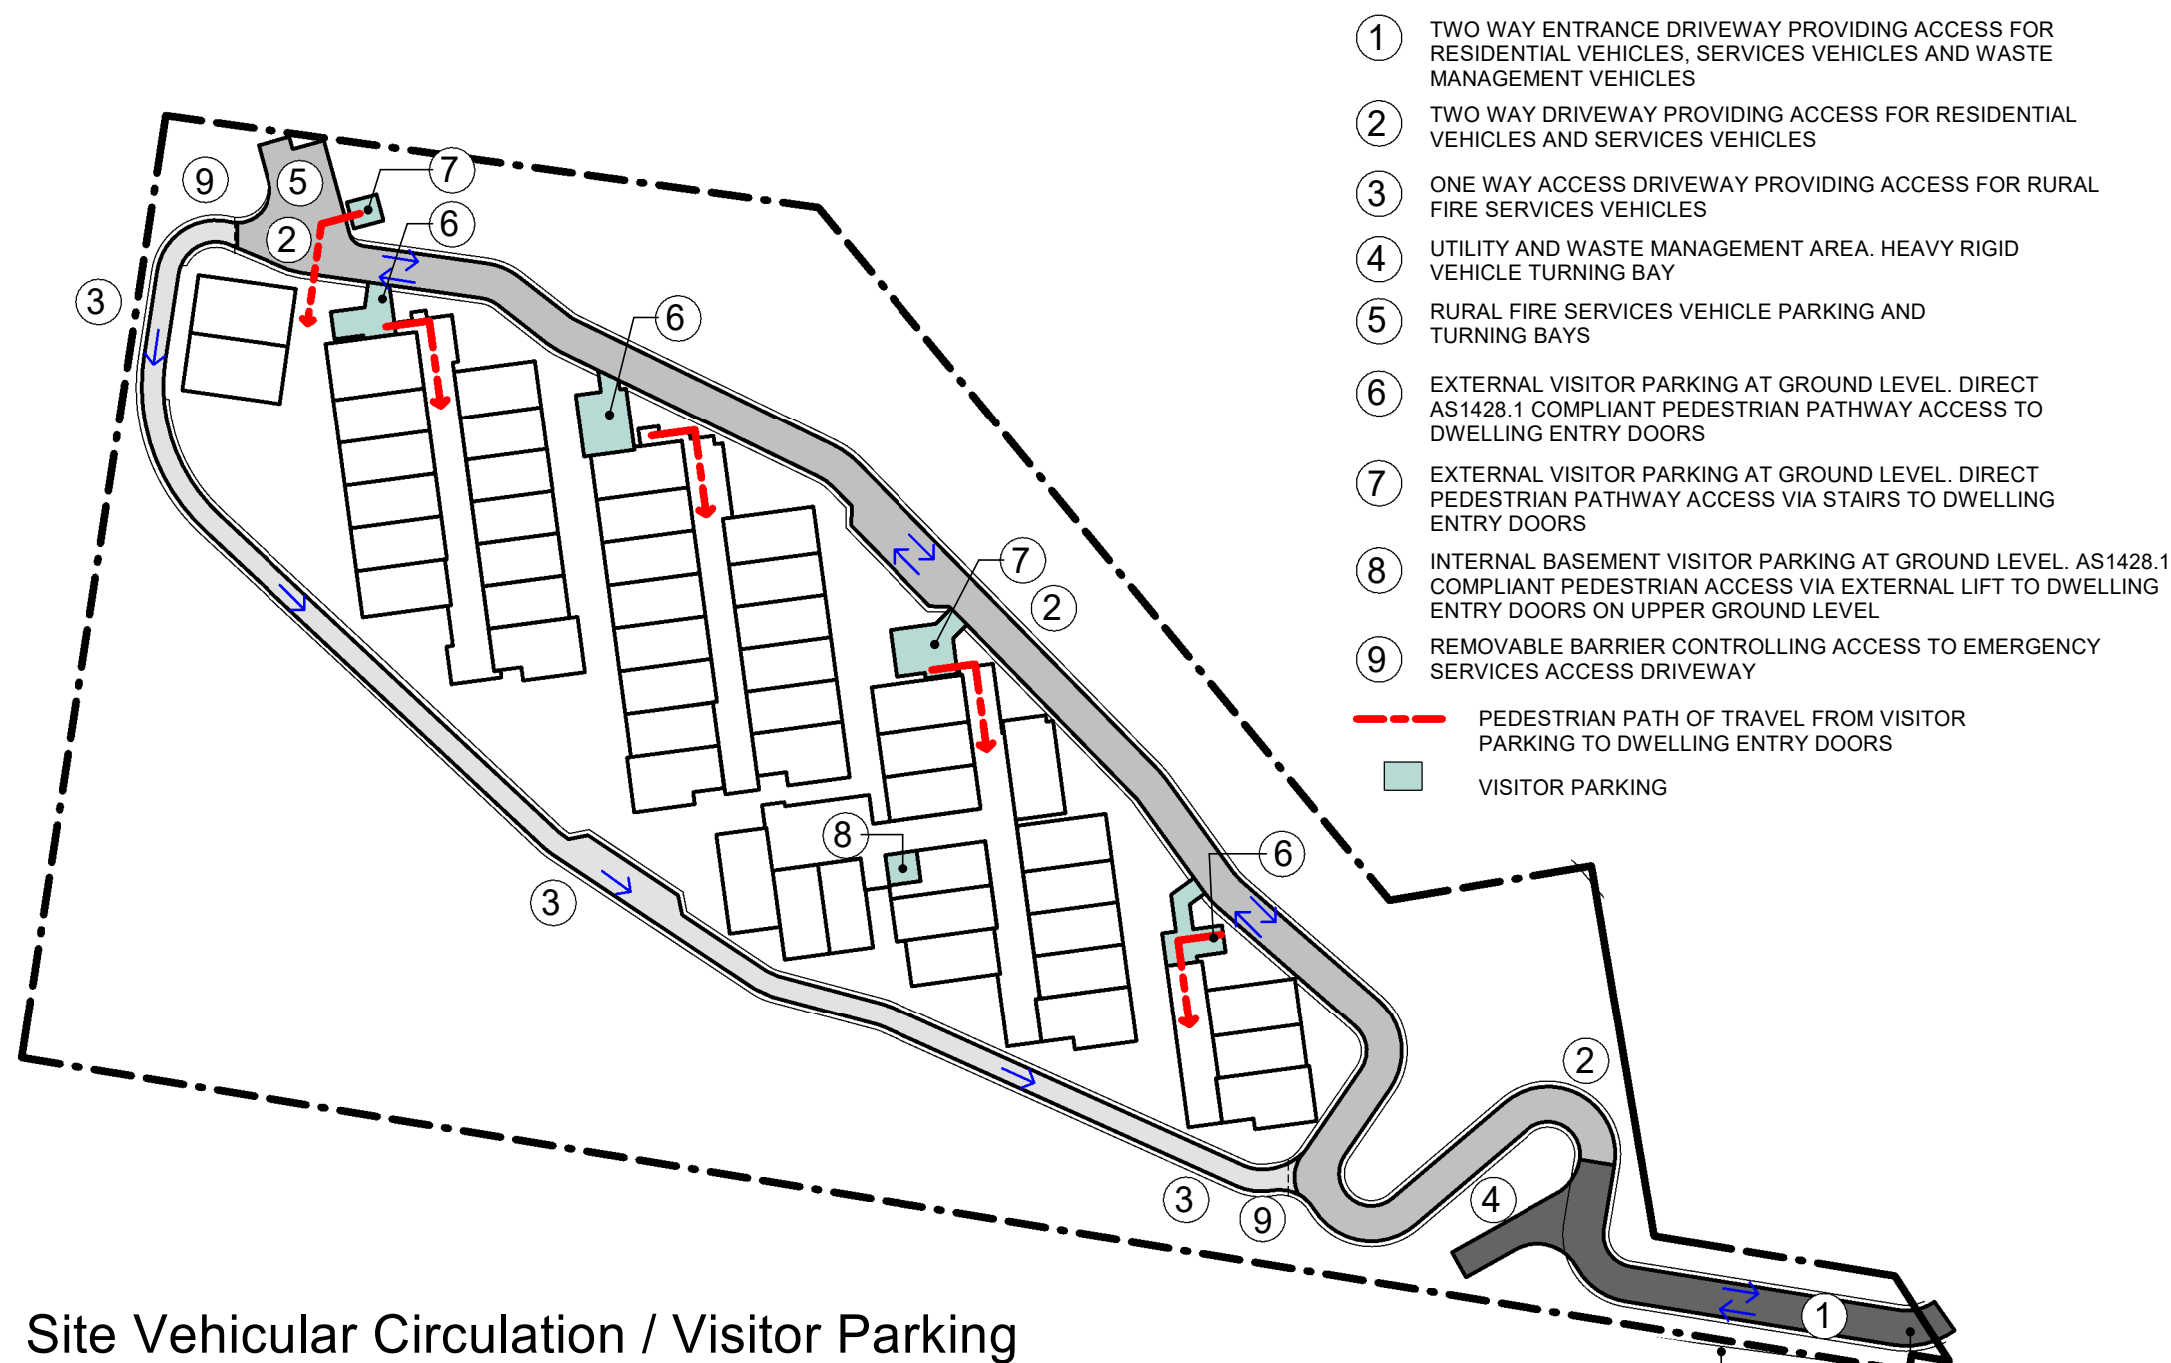 1
TWO WAY ENTRANCE DRIVEWAY PROVIDING ACCESS FOR
RESIDENTIAL VEHICLES, SERVICES VEHICLES AND WASTE
MANAGEMENT VEHICLES
2
TWO WAY DRIVEWAY PROVIDING ACCESS FOR RESIDENTIAL
VEHICLES AND SERVICES VEHICLES
3
ONE WAY ACCESS DRIVEWAY PROVIDING ACCESS FOR RURAL
FIRE SERVICES VEHICLES
4
UTILITY AND WASTE MANAGEMENT AREA. HEAVY RIGID
VEHICLE TURNING BAY
5
RURAL FIRE SERVICES VEHICLE PARKING AND
TURNING BAYS
6
EXTERNAL VISITOR PARKING AT GROUND LEVEL. DIRECT
AS1428.1 COMPLIANT PEDESTRIAN PATHWAY ACCESS TO
DWELLING ENTRY DOORS
7
EXTERNAL VISITOR PARKING AT GROUND LEVEL. DIRECT
PEDESTRIAN PATHWAY ACCESS VIA STAIRS TO DWELLING
ENTRY DOORS
8
INTERNAL BASEMENT VISITOR PARKING AT GROUND LEVEL. AS1428.1
COMPLIANT PEDESTRIAN ACCESS VIA EXTERNAL LIFT TO DWELLING
ENTRY DOORS ON UPPER GROUND LEVEL
9
REMOVABLE BARRIER CONTROLLING ACCESS TO EMERGENCY
SERVICES ACCESS DRIVEWAY
PEDESTRIAN PATH OF TRAVEL FROM VISITOR
PARKING TO DWELLING ENTRY DOORS
VISITOR PARKING
9
5
7
2
6
3
6
7
2
8
6
3
2
3
9
4
1
Site Vehicular Circulation / Visitor Parking